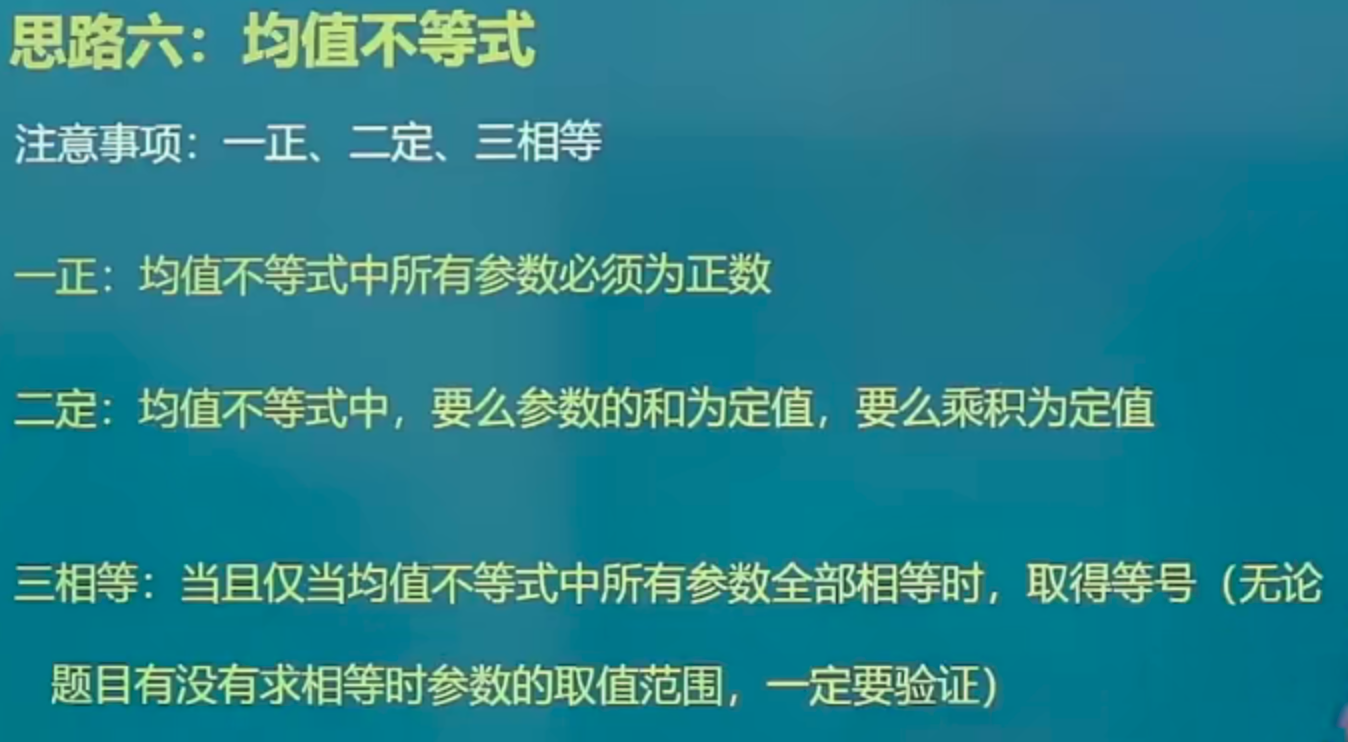 思路六：均值不等式
注意事项：一正、二定、三相等
一正：均值不等式中所有参数必须为正数
二定：均值不等式中，要么参数的和为定值，要么乘积为定值
三相等：当且仅当均值不等式中所有参数全部相等时，取得等号（无论
题目有没有求相等时参数的取值范围，一定要验证）